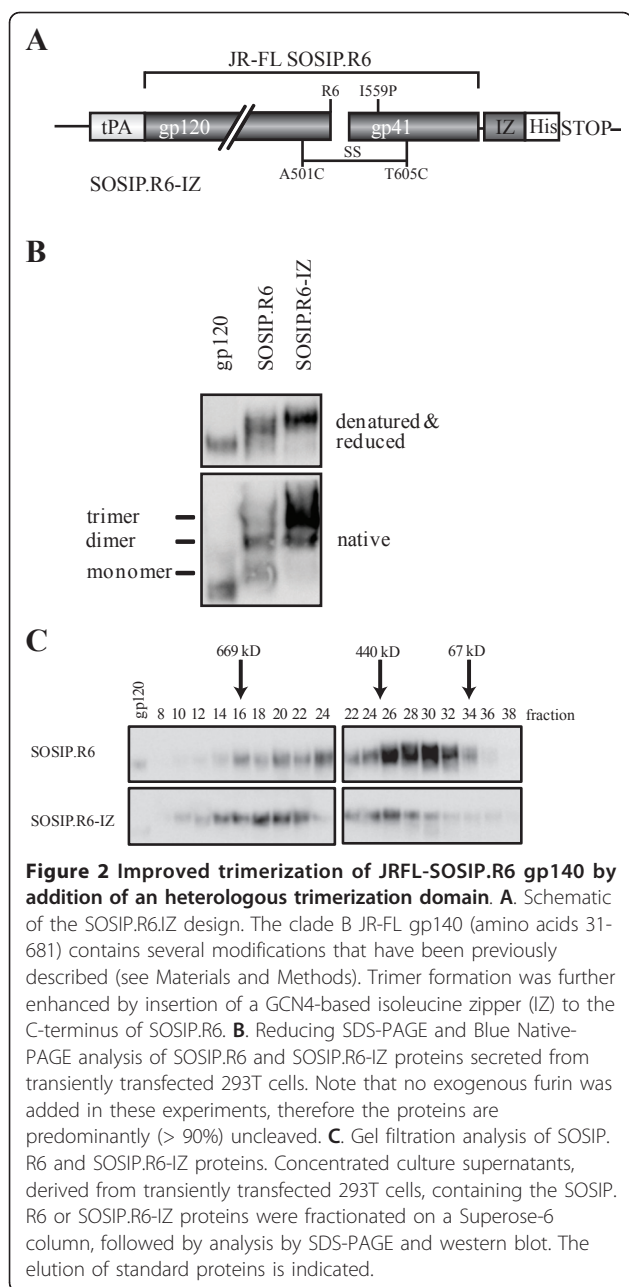 A
JR-FL SOSIP.R6
R6 I559P
tPA gp120 gp41 IZ His STOP
SS
A501C T605C
SOSIP.R6-IZ
B
gp120 SOSIP.R6 SOSIP.R6-IZ
denatured &
reduced
trimer
dimer native
monomer
C
669 kD 440 kD 67 kD
gp120 8 10 12 14 16 18 20 22 24 22 24 26 28 30 32 34 36 38 fraction
SOSIP.R6
SOSIP.R6-IZ
Figure 2 Improved trimerization of JRFL-SOSIP.R6 gp140 by
addition of an heterologous trimerization domain. A. Schematic
of the SOSIP.R6.IZ design. The clade B JR-FL gp140 (amino acids 31-
681) contains several modifications that have been previously
described (see Materials and Methods). Trimer formation was further
enhanced by insertion of a GCN4-based isoleucine zipper (IZ) to the
C-terminus of SOSIP.R6. B. Reducing SDS-PAGE and Blue Native-
PAGE analysis of SOSIP.R6 and SOSIP.R6-IZ proteins secreted from
transiently transfected 293T cells. Note that no exogenous furin was
added in these experiments, therefore the proteins are
predominantly (> 90%) uncleaved. C. Gel filtration analysis of SOSIP.
R6 and SOSIP.R6-IZ proteins. Concentrated culture supernatants,
derived from transiently transfected 293T cells, containing the SOSIP.
R6 or SOSIP.R6-IZ proteins were fractionated on a Superose-6
column, followed by analysis by SDS-PAGE and western blot. The
elution of standard proteins is indicated.